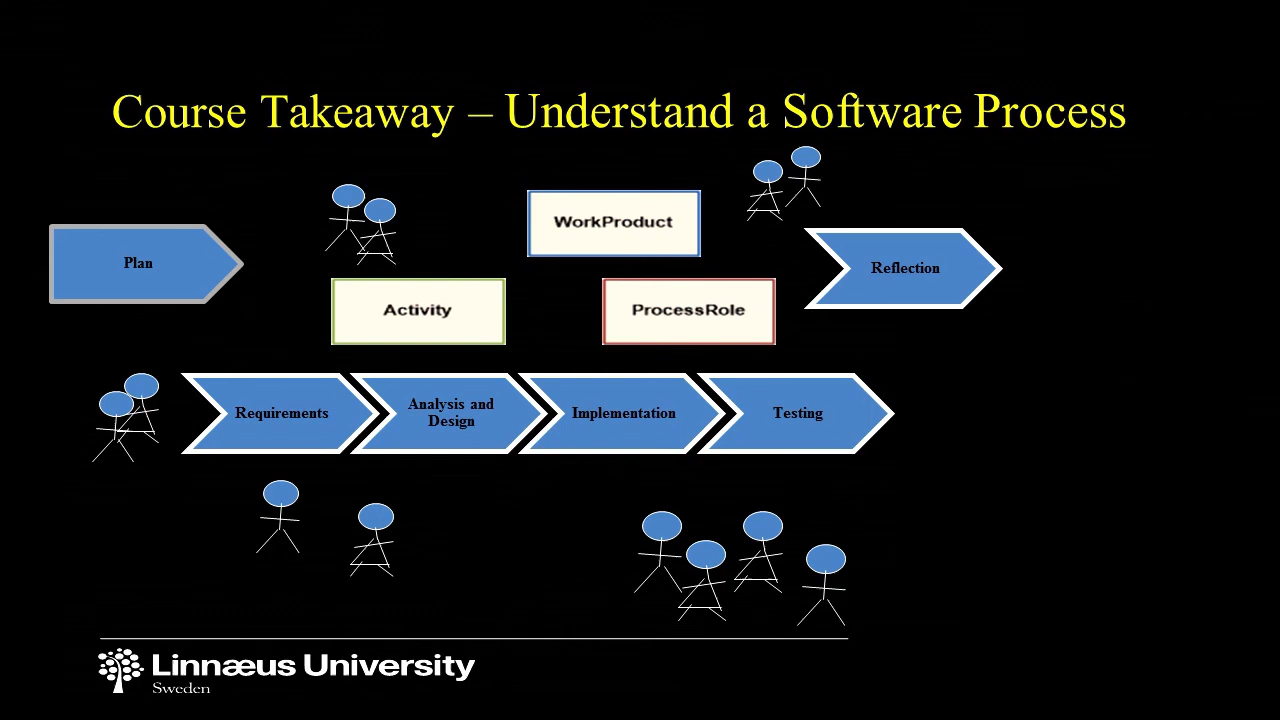 Course Takeaway – Understand a Software Process
WorkProduct
Plan
Reflection
Activity
ProcessRole
Requirements
Analysis and
Design
Implementation
Testing
Linnæus University
Sweden